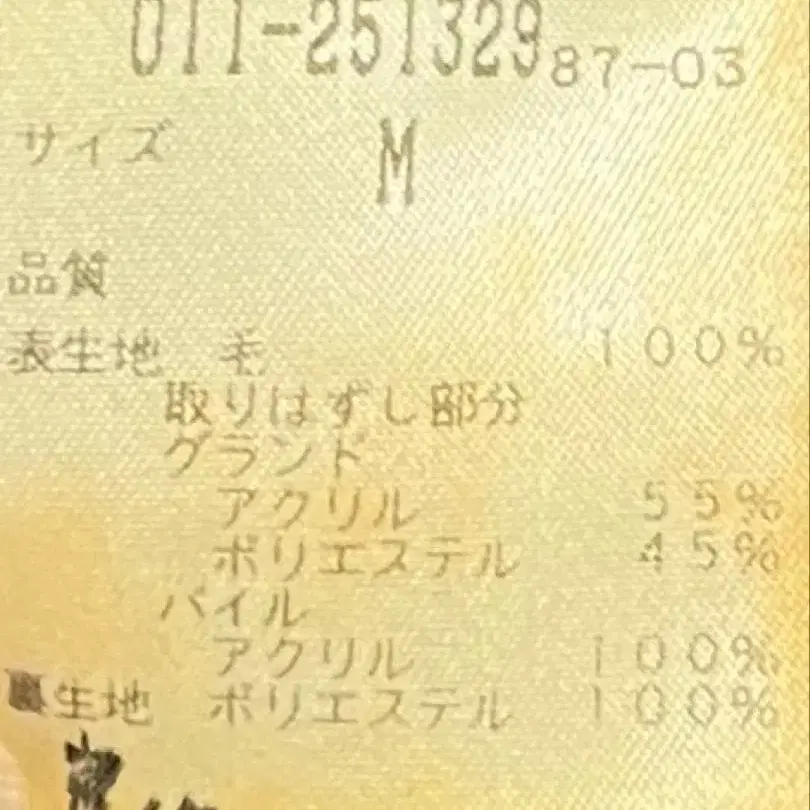 011-251329 87-03
サイズ M
品質
表生地 毛 100%
取りはずし部分
グランド
アクリル 55%
ポリエステル 45%
パイル
アクリル 100%
裏生地 ポリエステル 100%